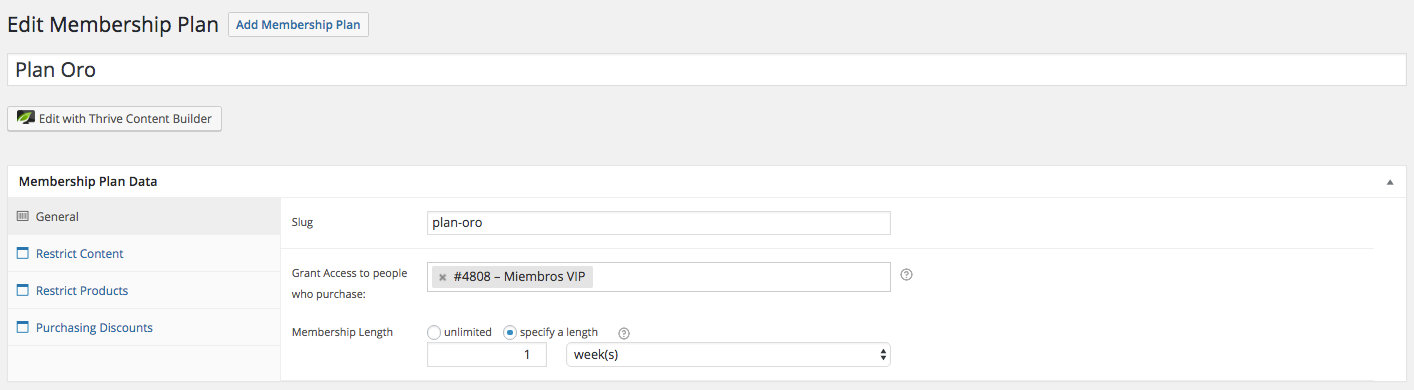 Edit Membership Plan Add Membership Plan
Plan Oro
Edit with Thrive Content Builder
Membership Plan Data
General
Restrict Content
Restrict Products
Purchasing Discounts
Slug plan-oro
Grant Access to people
who purchase:
× #4808 – Miembros VIP ?
Membership Length unlimited specify a length ?
1 week(s)